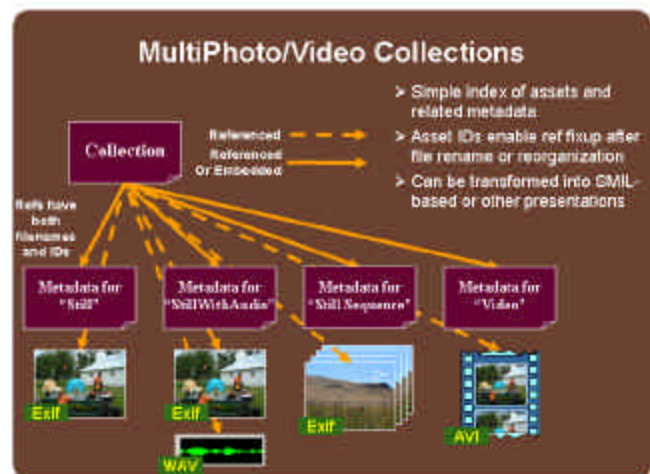 MultiPhoto/Video Collections
➢ Simple index of assets and
related metadata
➢ Asset IDs enable ref fixup after
file rename or reorganization
➢ Can be transformed into SMIL-
based or other presentations
Referenced
Referenced
Or Embedded
Collection
Refs have
both
filenames
and IDs
Metadata for
"Still"
Metadata for
"StillWithAudio"
Metadata for
"Still Sequence"
Metadata for
"Video"
Exif
Exif
Exif
AVI
WAV